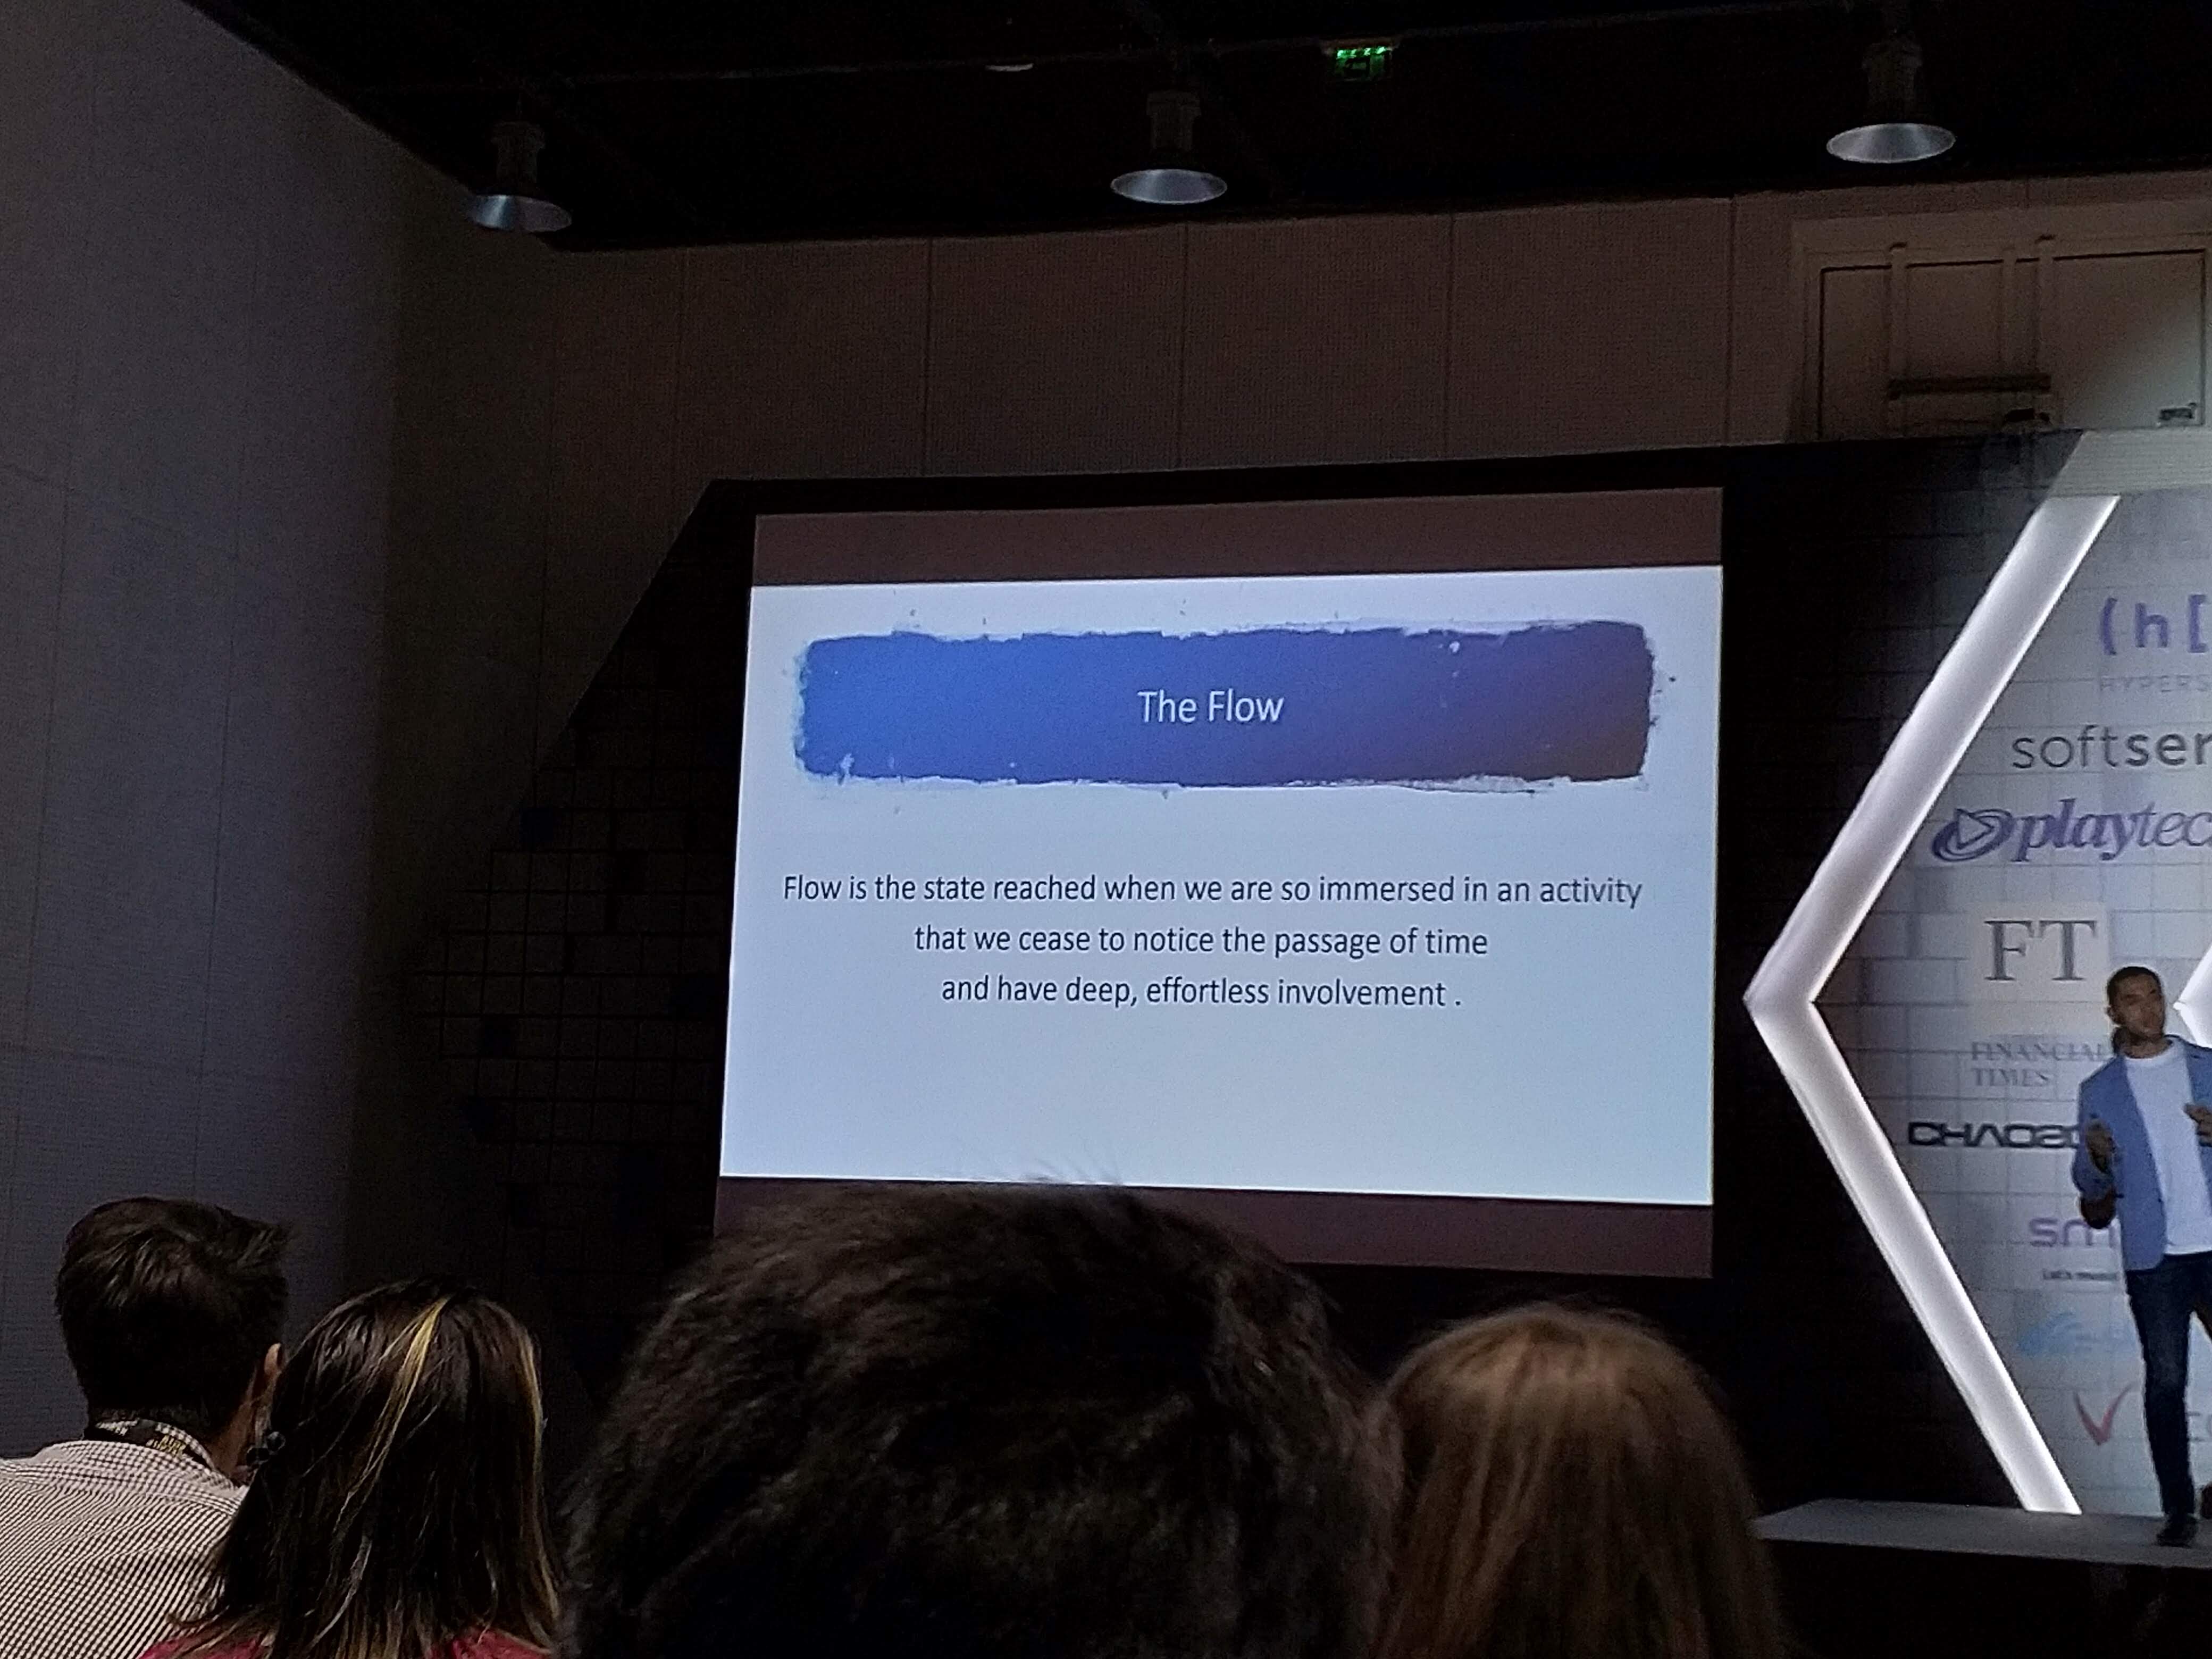 The Flow
Flow is the state reached when we are so immersed in an activity
that we cease to notice the passage of time
and have deep, effortless involvement .
(h[
HYPERS
softser
playtec
FT
FINANCIAL
TIMES
CHAOS
sm